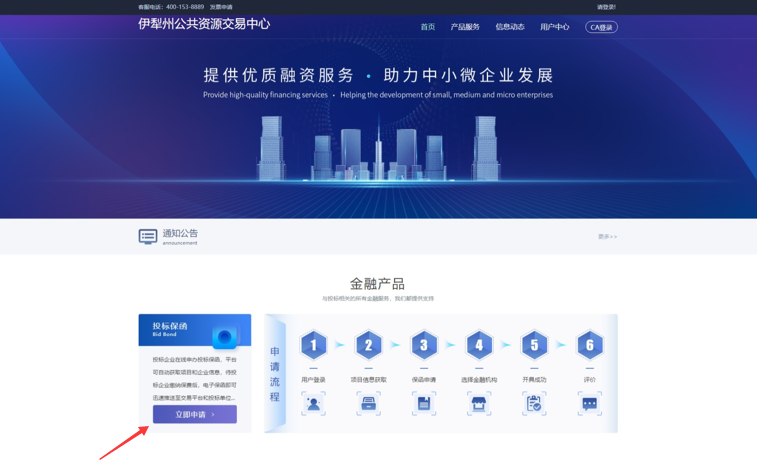 客服电话：400-153-8889 发票申请
请登录!
伊犁州公共资源交易中心
首页 产品服务 信息动态 用户中心 CA登录
提供优质融资服务 · 助力中小微企业发展
Provide high-quality financing services • Helping the development of small, medium and micro enterprises
通知公告
announcement
更多>>
金融产品
与投标相关的所有金融服务，我们都提供支持
投标保函
Bid Bond
投标企业在线申办投标保函，平台
可自动获取项目和企业信息，待投
标企业缴纳保费后，电子保函即可
迅速推送至交易平台和投标单位...
立即申请 ›
申请流程
1 2 3 4 5 6
用户登录 项目信息获取 保函申请 选择金融机构 开具成功 评价